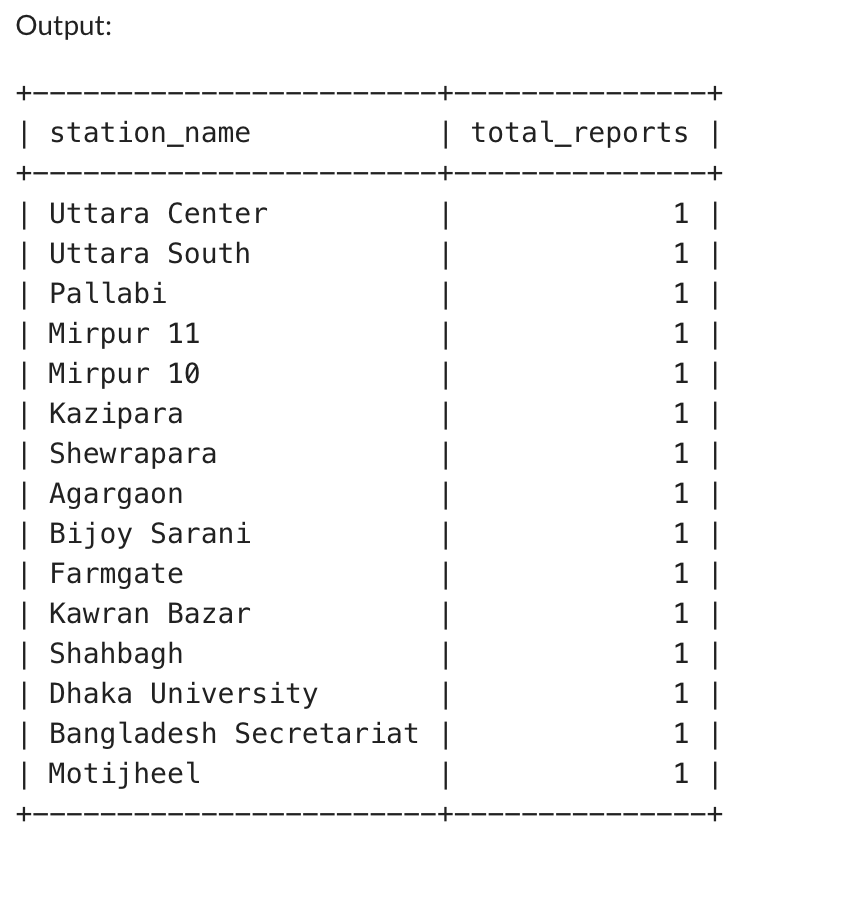 Output:
+------------------------+---------------+
| station_name           | total_reports |
+------------------------+---------------+
| Uttara Center          |             1 |
| Uttara South           |             1 |
| Pallabi                |             1 |
| Mirpur 11              |             1 |
| Mirpur 10              |             1 |
| Kazipara               |             1 |
| Shewrapara             |             1 |
| Agargaon               |             1 |
| Bijoy Sarani           |             1 |
| Farmgate               |             1 |
| Kawran Bazar           |             1 |
| Shahbagh               |             1 |
| Dhaka University       |             1 |
| Bangladesh Secretariat |             1 |
| Motijheel              |             1 |
+------------------------+---------------+